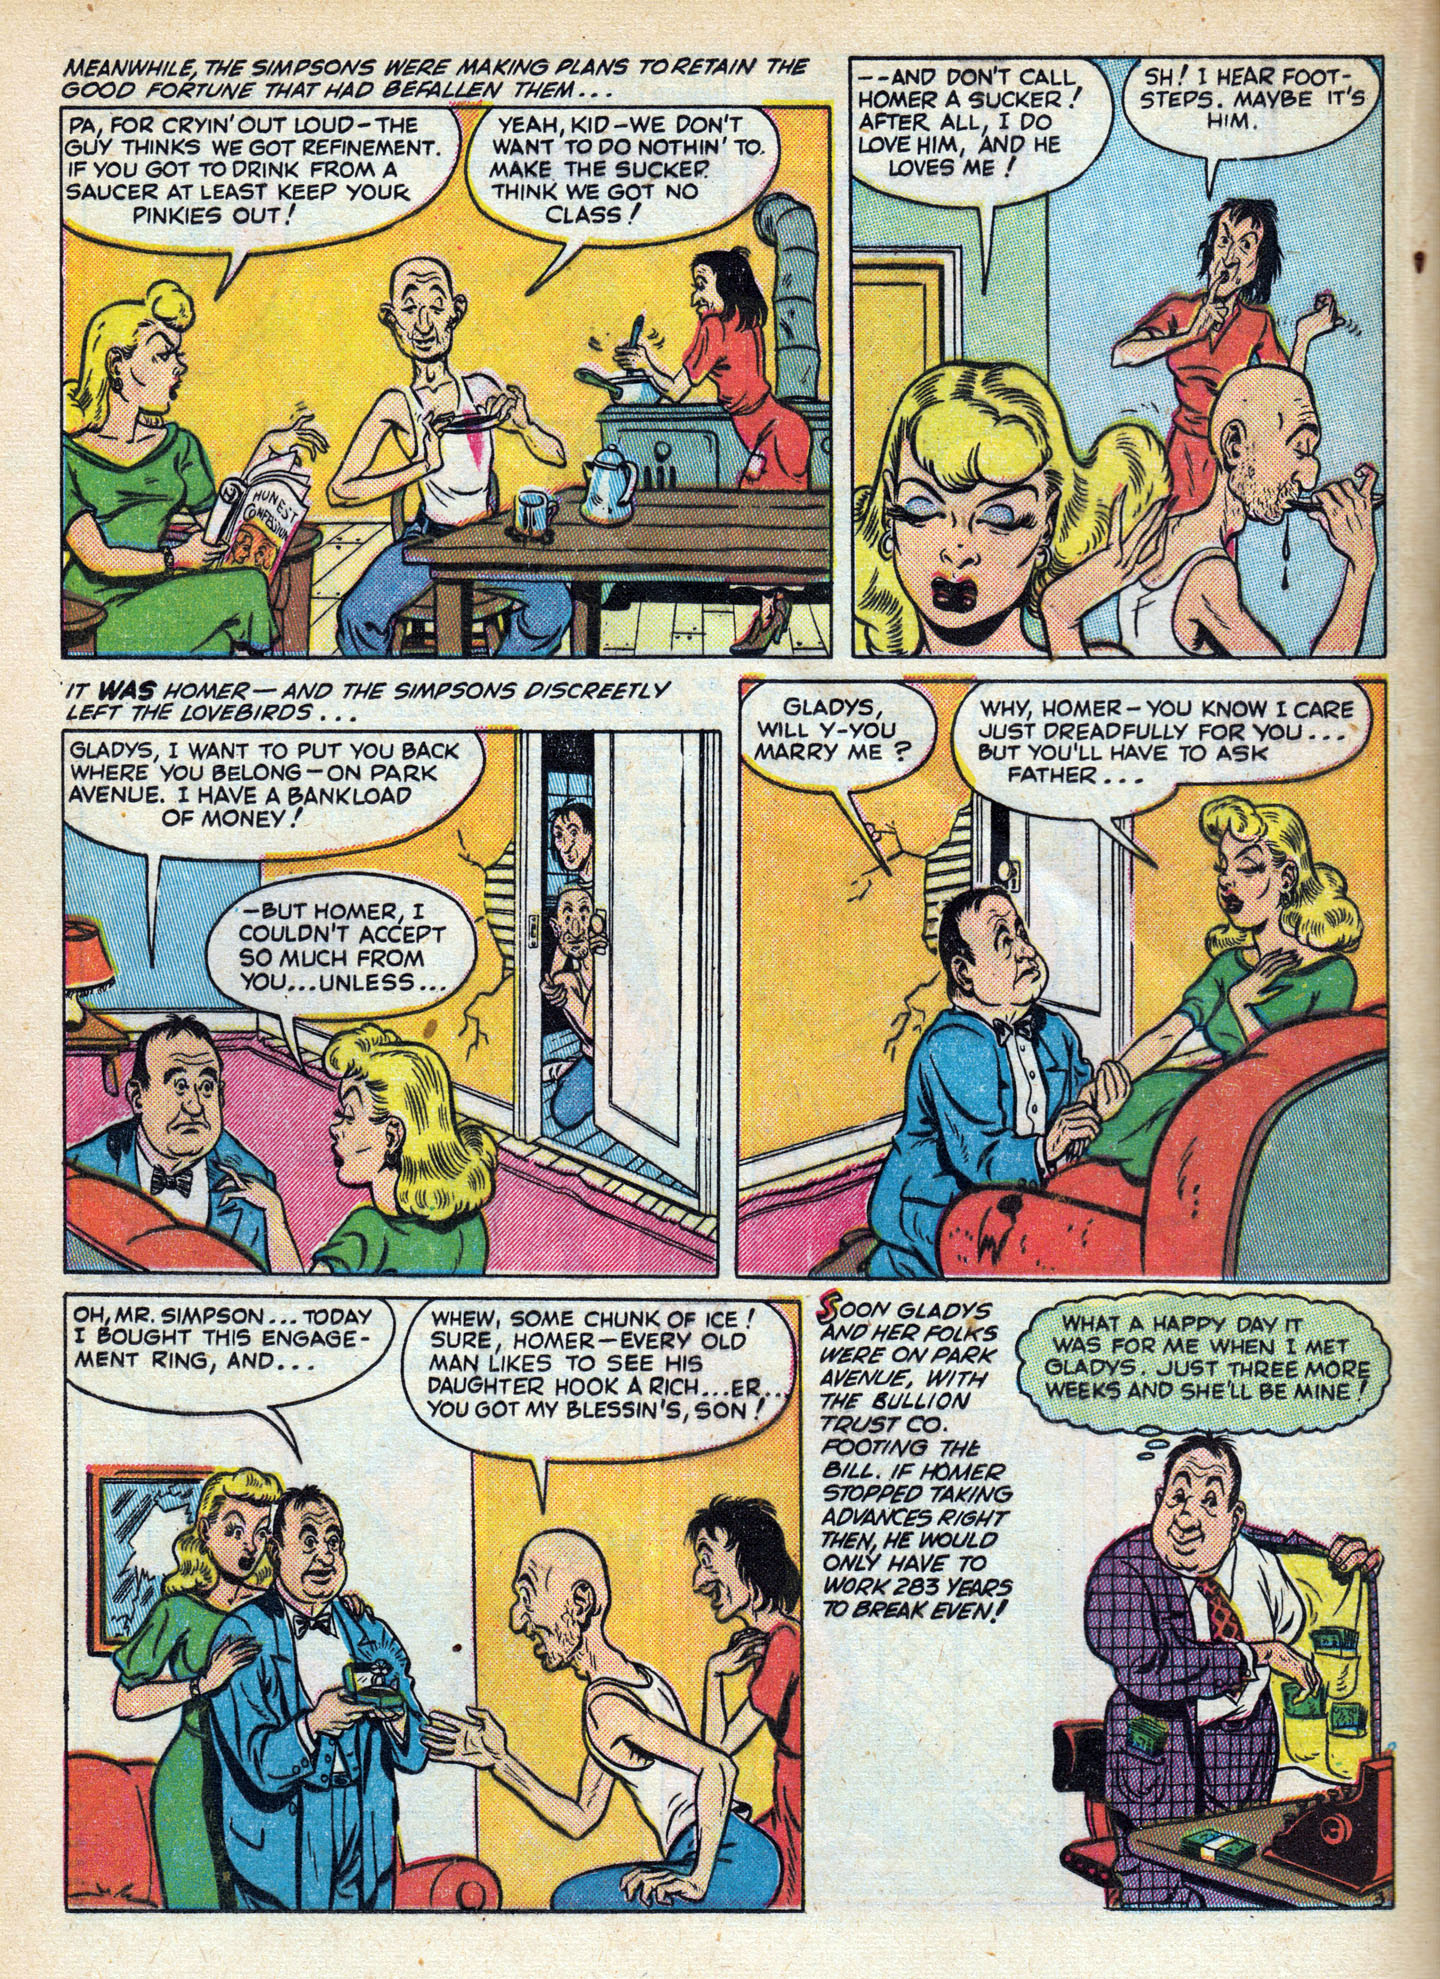 MEANWHILE, THE SIMPSONS WERE MAKING PLANS TO RETAIN THE
GOOD FORTUNE THAT HAD BEFALLEN THEM...
PA, FOR CRYIN' OUT LOUD—THE
GUY THINKS WE GOT REFINEMENT.
IF YOU GOT TO DRINK FROM A
SAUCER AT LEAST KEEP YOUR
PINKIES OUT!
YEAH, KID—WE DON'T
WANT TO DO NOTHIN' TO
MAKE THE SUCKER
THINK WE GOT NO
CLASS!
HUNEST
CONFESSION
--AND DON'T CALL
HOMER A SUCKER!
AFTER ALL, I DO
LOVE HIM, AND HE
LOVES ME!
SH! I HEAR FOOT-
STEPS. MAYBE IT'S
HIM.
IT WAS HOMER—AND THE SIMPSONS DISCREETLY
LEFT THE LOVEBIRDS...
GLADYS, I WANT TO PUT YOU BACK
WHERE YOU BELONG—ON PARK
AVENUE. I HAVE A BANKLOAD
OF MONEY!
—BUT HOMER, I
COULDN'T ACCEPT
SO MUCH FROM
YOU...UNLESS...
GLADYS,
WILL Y-YOU
MARRY ME?
WHY, HOMER—YOU KNOW I CARE
JUST DREADFULLY FOR YOU...
BUT YOU'LL HAVE TO ASK
FATHER...
OH, MR. SIMPSON...TODAY
I BOUGHT THIS ENGAGE-
MENT RING, AND...
WHEW, SOME CHUNK OF ICE!
SURE, HOMER—EVERY OLD
MAN LIKES TO SEE HIS
DAUGHTER HOOK A RICH...ER...
YOU GOT MY BLESSIN'S, SON!
SOON GLADYS
AND HER FOLKS
WERE ON PARK
AVENUE, WITH
THE BULLION
TRUST CO.
FOOTING THE
BILL. IF HOMER
STOPPED TAKING
ADVANCES RIGHT
THEN, HE WOULD
ONLY HAVE TO
WORK 283 YEARS
TO BREAK EVEN!
WHAT A HAPPY DAY IT
WAS FOR ME WHEN I MET
GLADYS. JUST THREE MORE
WEEKS AND SHE'LL BE MINE!
3